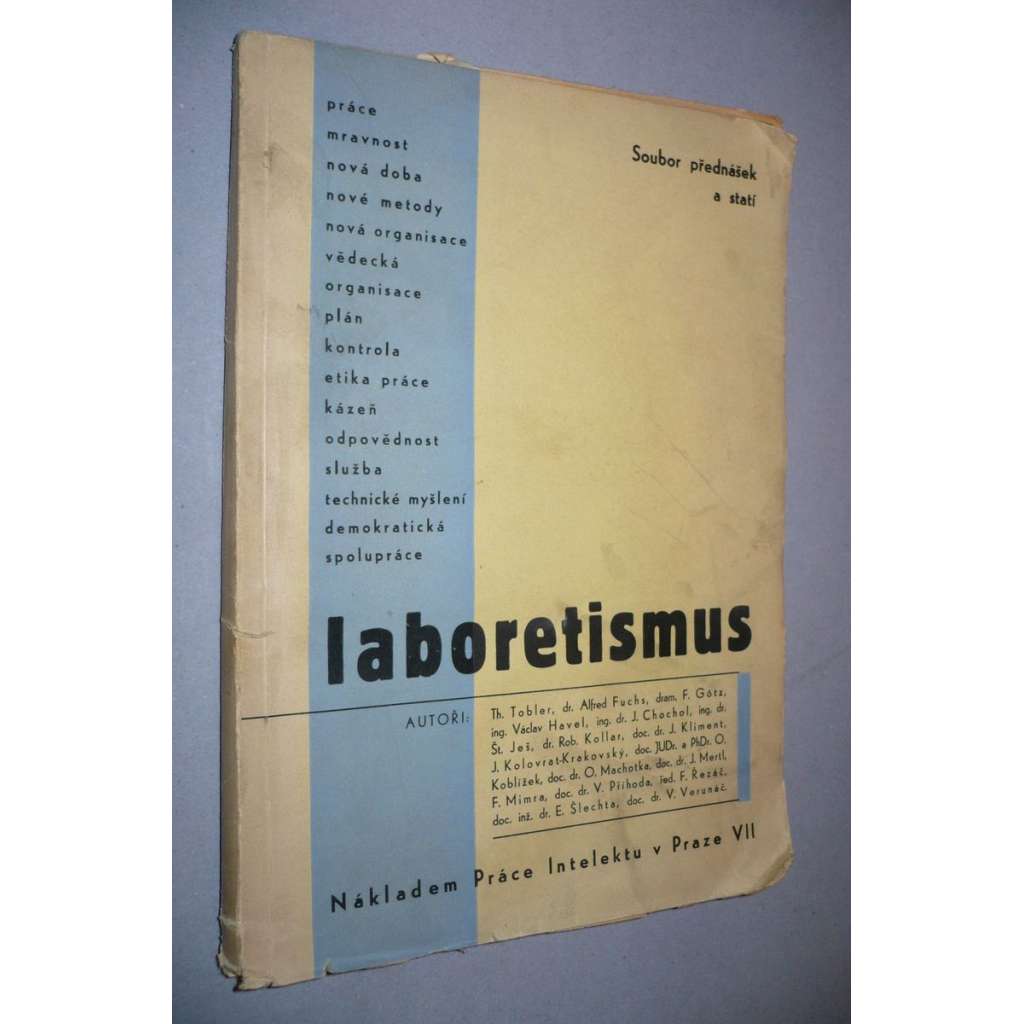 práce
mravnost
nová doba
nové metody
nová organisace
vědecká
organisace
plán
kontrola
etika práce
kázeň
odpovědnost
služba
technické myšlení
demokratická
spolupráce
Soubor přednášek
a statí
laboretismus
AUTOŘI:
Th. Tobler, dr. Alfred Fuchs, dram. F. Götz,
ing. Václav Havel, ing. dr. J. Chochol, ing. dr.
Št. Ješ, dr. Rob. Kollar, doc. dr. J. Kliment,
J. Kolovrat-Krakovský, doc. JUDr. a PhDr. O.
Koblížek, doc. dr. O. Machotka, doc. dr. J. Mertl,
F. Mimra, doc. dr. V. Příhoda, řed. F. Řezáč,
doc. inž. dr. E. Šlechta, doc. dr. V. Verunáč.
Nákladem Práce Intelektu v Praze VII